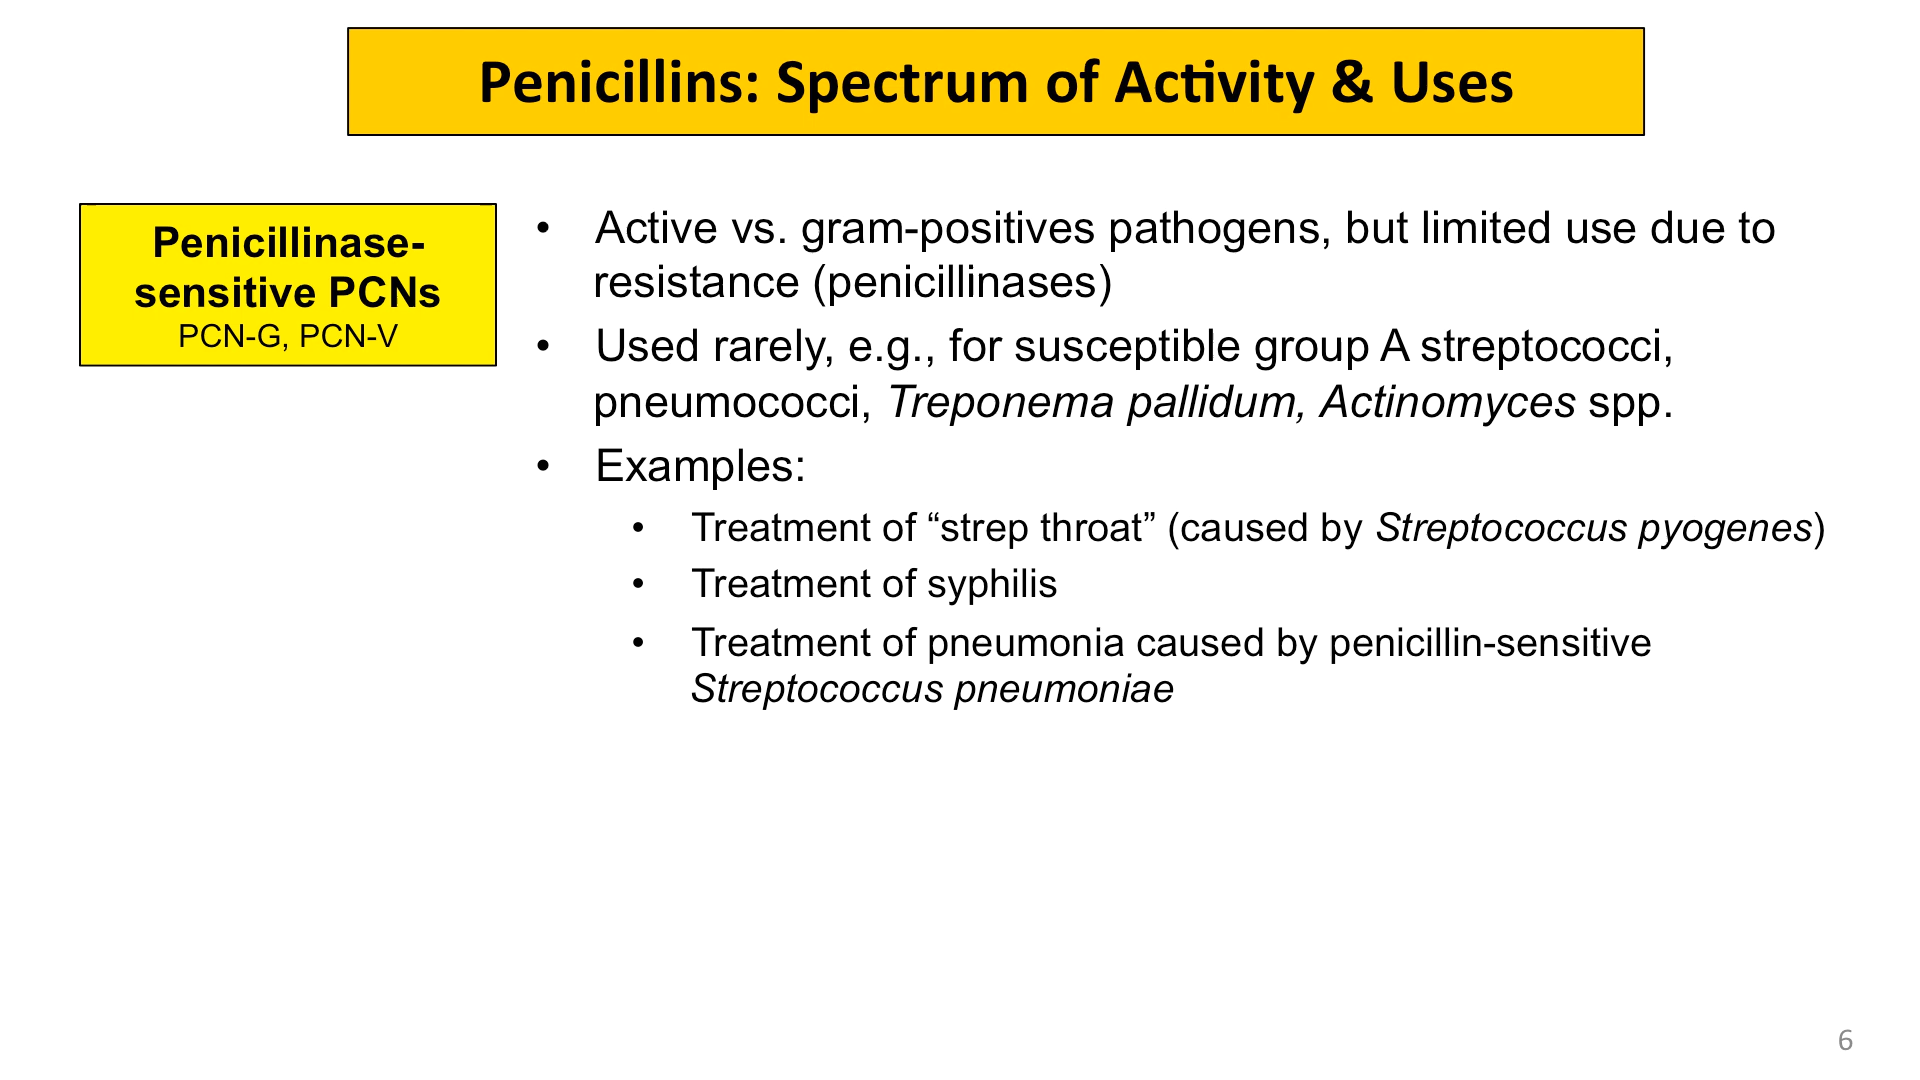 Penicillins: Spectrum of Activity & Uses
Penicillinase-
sensitive PCNs
PCN-G, PCN-V
• Active vs. gram-positives pathogens, but limited use due to
resistance (penicillinases)
• Used rarely, e.g., for susceptible group A streptococci,
pneumococci, Treponema pallidum, Actinomyces spp.
• Examples:
• Treatment of “strep throat” (caused by Streptococcus pyogenes)
• Treatment of syphilis
• Treatment of pneumonia caused by penicillin-sensitive
Streptococcus pneumoniae
6